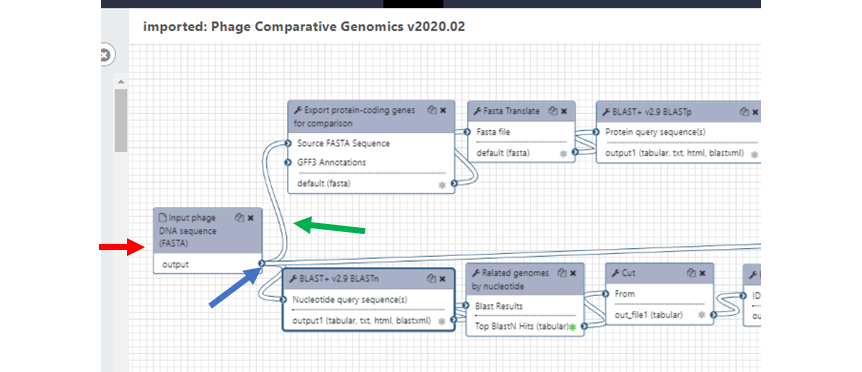 imported: Phage Comparative Genomics v2020.02
Export protein-coding genes
for comparison
Source FASTA Sequence
GFF3 Annotations
default (fasta)
Fasta Translate
Fasta file
default (fasta)
BLAST+ v2.9 BLASTp
Protein query sequence(s)
output1 (tabular, txt, html, blastxml)
Input phage
DNA sequence
(FASTA)
output
BLAST+ v2.9 BLASTn
Nucleotide query sequence(s)
output1 (tabular, txt, html, blastxml)
Related genomes
by nucleotide
Blast Results
Top BlastN Hits (tabular)
Cut
From
out_file1 (tabular)
ID